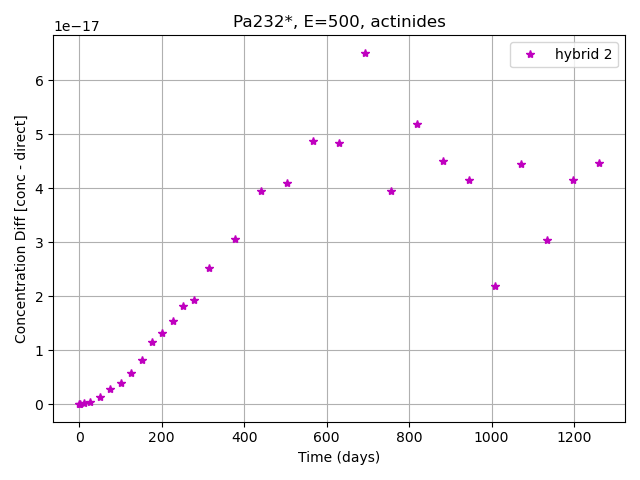 Pa232*, E=500, actinides
1e−17
hybrid 2
6
5
4
3
2
1
0
Concentration Diff [conc - direct]
0 200 400 600 800 1000 1200
Time (days)